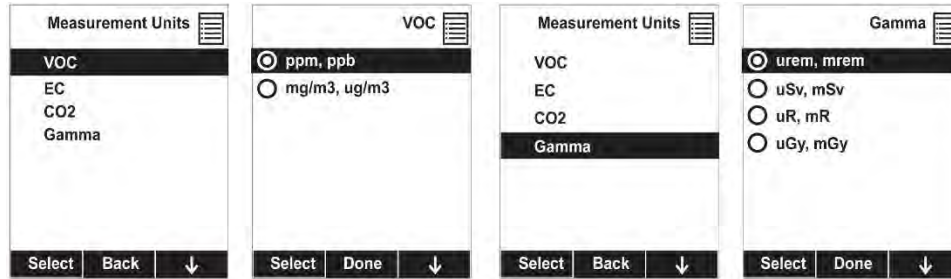 Measurement Units
VOC
EC
CO2
Gamma
Select Back ↓
VOC
ppm, ppb
mg/m3, ug/m3
Select Done ↓
Measurement Units
VOC
EC
CO2
Gamma
Select Back ↓
Gamma
urem, mrem
uSv, mSv
uR, mR
uGy, mGy
Select Done ↓